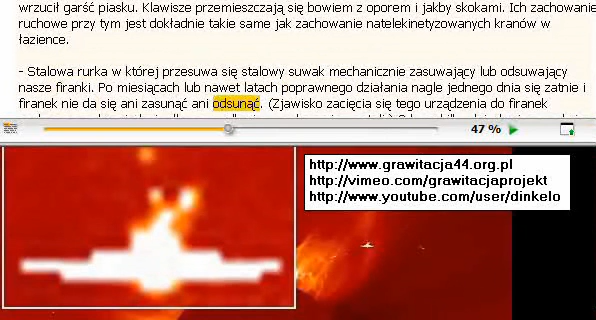 wrzucił garść piasku. Klawisze przemieszczają się bowiem z oporem i jakby skokami. Ich zachowanie
ruchowe przy tym jest dokładnie takie same jak zachowanie natelekinetyzowanych kranów w
łazience.
- Stalowa rurka w której przesuwa się stalowy suwak mechanicznie zasuwający lub odsuwający
nasze firanki. Po miesiącach lub nawet latach poprawnego działania nagle jednego dnia się zatnie i
firanek nie da się ani zasunąć ani odsunąć. (Zjawisko zacięcia się tego urządzenia do firanek
47 %
http://www.grawitacja44.org.pl
http://vimeo.com/grawitacjaprojekt
http://www.youtube.com/user/dinkelo